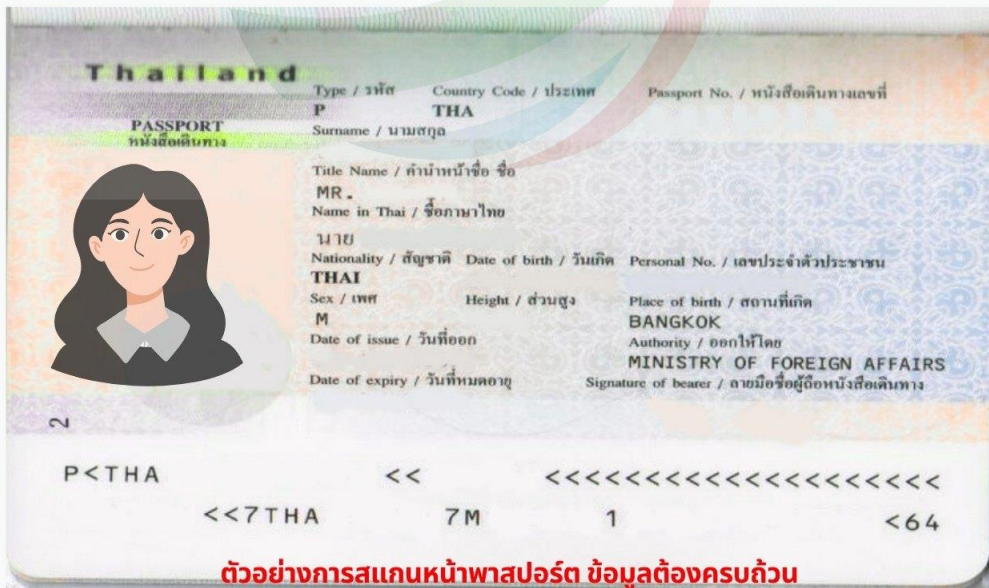 Thailand
PASSPORT
หนังสือเดินทาง
Type / รหัส Country Code / ประเทศ Passport No. / หนังสือเดินทางเลขที่
P THA
Surname / นามสกุล
Title Name / คำนำหน้าชื่อ ชื่อ
MR.
Name in Thai / ชื่อภาษาไทย
นาย
Nationality / สัญชาติ Date of birth / วันเกิด Personal No. / เลขประจำตัวประชาชน
THAI
Sex / เพศ Height / ส่วนสูง Place of birth / สถานที่เกิด
M BANGKOK
Date of issue / วันที่ออก Authority / ออกให้โดย
MINISTRY OF FOREIGN AFFAIRS
Date of expiry / วันที่หมดอายุ Signature of bearer / ลายมือชื่อผู้ถือหนังสือเดินทาง
2
P<THA << <<<<<<<<<<<<<<<<<<<<<
<<7THA 7M 1 <64
ตัวอย่างการสแกนหน้าพาสปอร์ต ข้อมูลต้องครบถ้วน